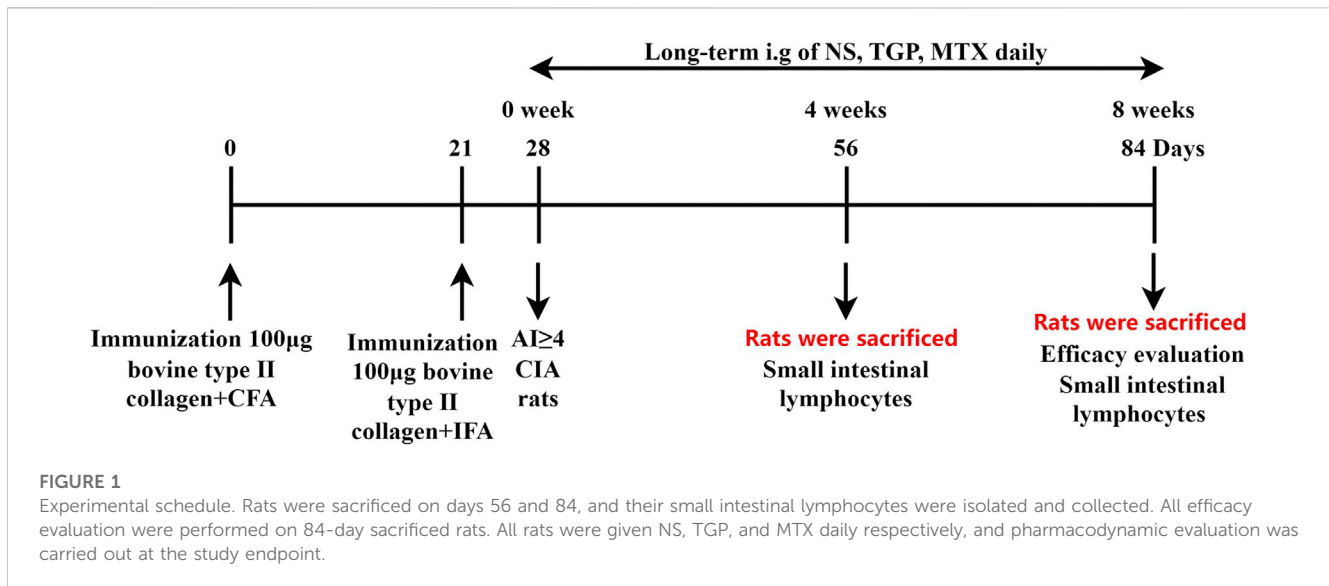 Long-term i.g of NS, TGP, MTX daily
0 week
4 weeks
8 weeks
0
21
28
56
84 Days
Immunization 100μg
bovine type II
collagen+CFA
Immunization
100μg bovine
type II
collagen+IFA
AI≥4
CIA
rats
Rats were sacrificed
Small intestinal
lymphocytes
Rats were sacrificed
Efficacy evaluation
Small intestinal
lymphocytes
FIGURE 1
Experimental schedule. Rats were sacrificed on days 56 and 84, and their small intestinal lymphocytes were isolated and collected. All efficacy
evaluation were performed on 84-day sacrificed rats. All rats were given NS, TGP, and MTX daily respectively, and pharmacodynamic evaluation was
carried out at the study endpoint.